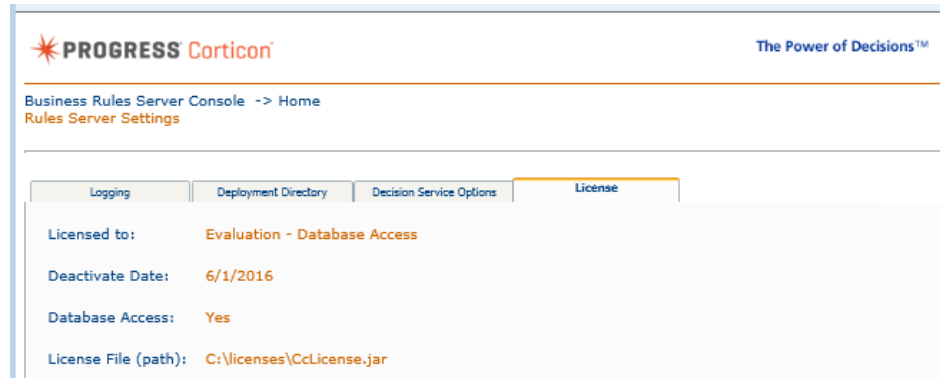 PROGRESS Corticon
The Power of Decisions™
Business Rules Server Console -> Home
Rules Server Settings
Logging Deployment Directory Decision Service Options License
Licensed to: Evaluation - Database Access
Deactivate Date: 6/1/2016
Database Access: Yes
License File (path): C:\licenses\CcLicense.jar